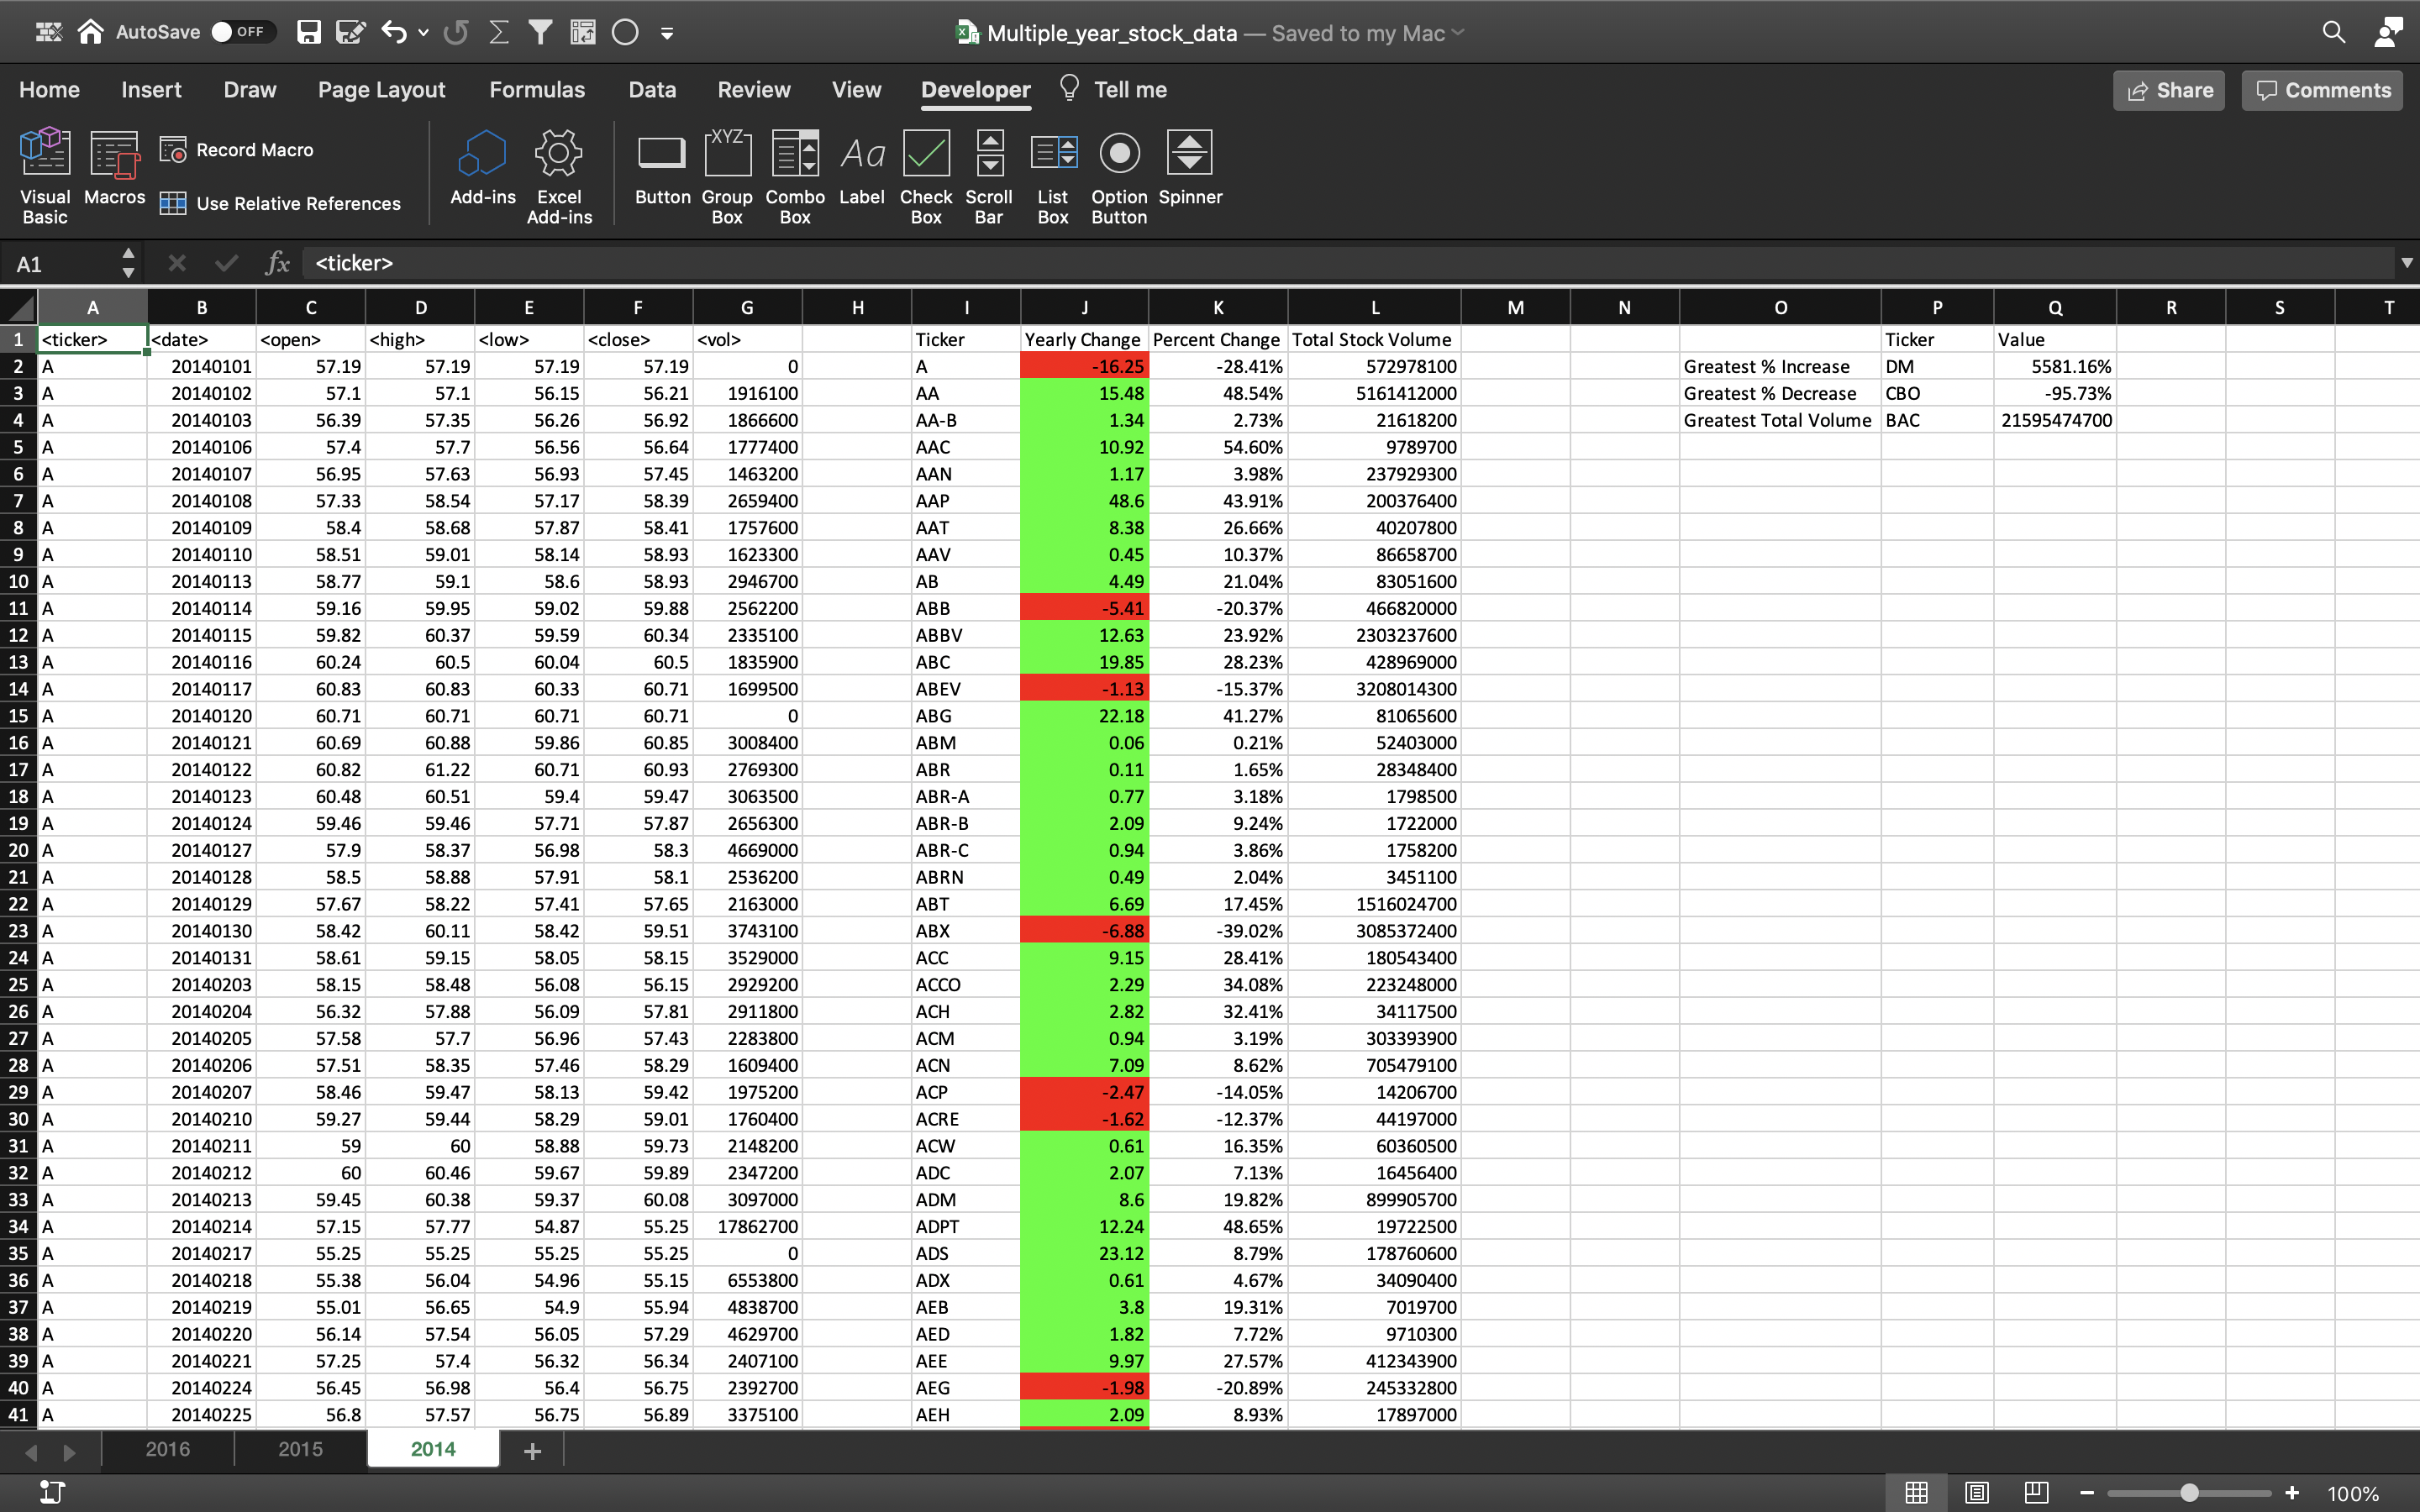 AutoSave OFF Multiple_year_stock_data — Saved to my Mac
Home Insert Draw Page Layout Formulas Data Review View Developer Tell me Share Comments
Visual Basic Macros Record Macro Use Relative References Add-ins Excel Add-ins Button Group Box Combo Box Label Check Box Scroll Bar List Box Option Button Spinner
XYZ Aa
A1 fx <ticker>
A B C D E F G H I J K L M N O P Q R S T
1 <ticker> <date> <open> <high> <low> <close> <vol> Ticker Yearly Change Percent Change Total Stock Volume Ticker Value
2 A 20140101 57.19 57.19 57.19 57.19 0 A -16.25 -28.41% 572978100 Greatest % Increase DM 5581.16%
3 A 20140102 57.1 57.1 56.15 56.21 1916100 AA 15.48 48.54% 5161412000 Greatest % Decrease CBO -95.73%
4 A 20140103 56.39 57.35 56.26 56.92 1866600 AA-B 1.34 2.73% 21618200 Greatest Total Volume BAC 21595474700
5 A 20140106 57.4 57.7 56.56 56.64 1777400 AAC 10.92 54.60% 9789700
6 A 20140107 56.95 57.63 56.93 57.45 1463200 AAN 1.17 3.98% 237929300
7 A 20140108 57.33 58.54 57.17 58.39 2659400 AAP 48.6 43.91% 200376400
8 A 20140109 58.4 58.68 57.87 58.41 1757600 AAT 8.38 26.66% 40207800
9 A 20140110 58.51 59.01 58.14 58.93 1623300 AAV 0.45 10.37% 86658700
10 A 20140113 58.77 59.1 58.6 58.93 2946700 AB 4.49 21.04% 83051600
11 A 20140114 59.16 59.95 59.02 59.88 2562200 ABB -5.41 -20.37% 466820000
12 A 20140115 59.82 60.37 59.59 60.34 2335100 ABBV 12.63 23.92% 2303237600
13 A 20140116 60.24 60.5 60.04 60.5 1835900 ABC 19.85 28.23% 428969000
14 A 20140117 60.83 60.83 60.33 60.71 1699500 ABEV -1.13 -15.37% 3208014300
15 A 20140120 60.71 60.71 60.71 60.71 0 ABG 22.18 41.27% 81065600
16 A 20140121 60.69 60.88 59.86 60.85 3008400 ABM 0.06 0.21% 52403000
17 A 20140122 60.82 61.22 60.71 60.93 2769300 ABR 0.11 1.65% 28348400
18 A 20140123 60.48 60.51 59.4 59.47 3063500 ABR-A 0.77 3.18% 1798500
19 A 20140124 59.46 59.46 57.71 57.87 2656300 ABR-B 2.09 9.24% 1722000
20 A 20140127 57.9 58.37 56.98 58.3 4669000 ABR-C 0.94 3.86% 1758200
21 A 20140128 58.5 58.88 57.91 58.1 2536200 ABRN 0.49 2.04% 3451100
22 A 20140129 57.67 58.22 57.41 57.65 2163000 ABT 6.69 17.45% 1516024700
23 A 20140130 58.42 60.11 58.42 59.51 3743100 ABX -6.88 -39.02% 3085372400
24 A 20140131 58.61 59.15 58.05 58.15 3529000 ACC 9.15 28.41% 180543400
25 A 20140203 58.15 58.48 56.08 56.15 2929200 ACCO 2.29 34.08% 223248000
26 A 20140204 56.32 57.88 56.09 57.81 2911800 ACH 2.82 32.41% 34117500
27 A 20140205 57.58 57.7 56.96 57.43 2283800 ACM 0.94 3.19% 303393900
28 A 20140206 57.51 58.35 57.46 58.29 1609400 ACN 7.09 8.62% 705479100
29 A 20140207 58.46 59.47 58.13 59.42 1975200 ACP -2.47 -14.05% 14206700
30 A 20140210 59.27 59.44 58.29 59.01 1760400 ACRE -1.62 -12.37% 44197000
31 A 20140211 59 60 58.88 59.73 2148200 ACW 0.61 16.35% 60360500
32 A 20140212 60 60.46 59.67 59.89 2347200 ADC 2.07 7.13% 16456400
33 A 20140213 59.45 60.38 59.37 60.08 3097000 ADM 8.6 19.82% 899905700
34 A 20140214 57.15 57.77 54.87 55.25 17862700 ADPT 12.24 48.65% 19722500
35 A 20140217 55.25 55.25 55.25 55.25 0 ADS 23.12 8.79% 178760600
36 A 20140218 55.38 56.04 54.96 55.15 6553800 ADX 0.61 4.67% 34090400
37 A 20140219 55.01 56.65 54.9 55.94 4838700 AEB 3.8 19.31% 7019700
38 A 20140220 56.14 57.54 56.05 57.29 4629700 AED 1.82 7.72% 9710300
39 A 20140221 57.25 57.4 56.32 56.34 2407100 AEE 9.97 27.57% 412343900
40 A 20140224 56.45 56.98 56.4 56.75 2392700 AEG -1.98 -20.89% 245332800
41 A 20140225 56.8 57.57 56.75 56.89 3375100 AEH 2.09 8.93% 17897000
2016 2015 2014 +
100%